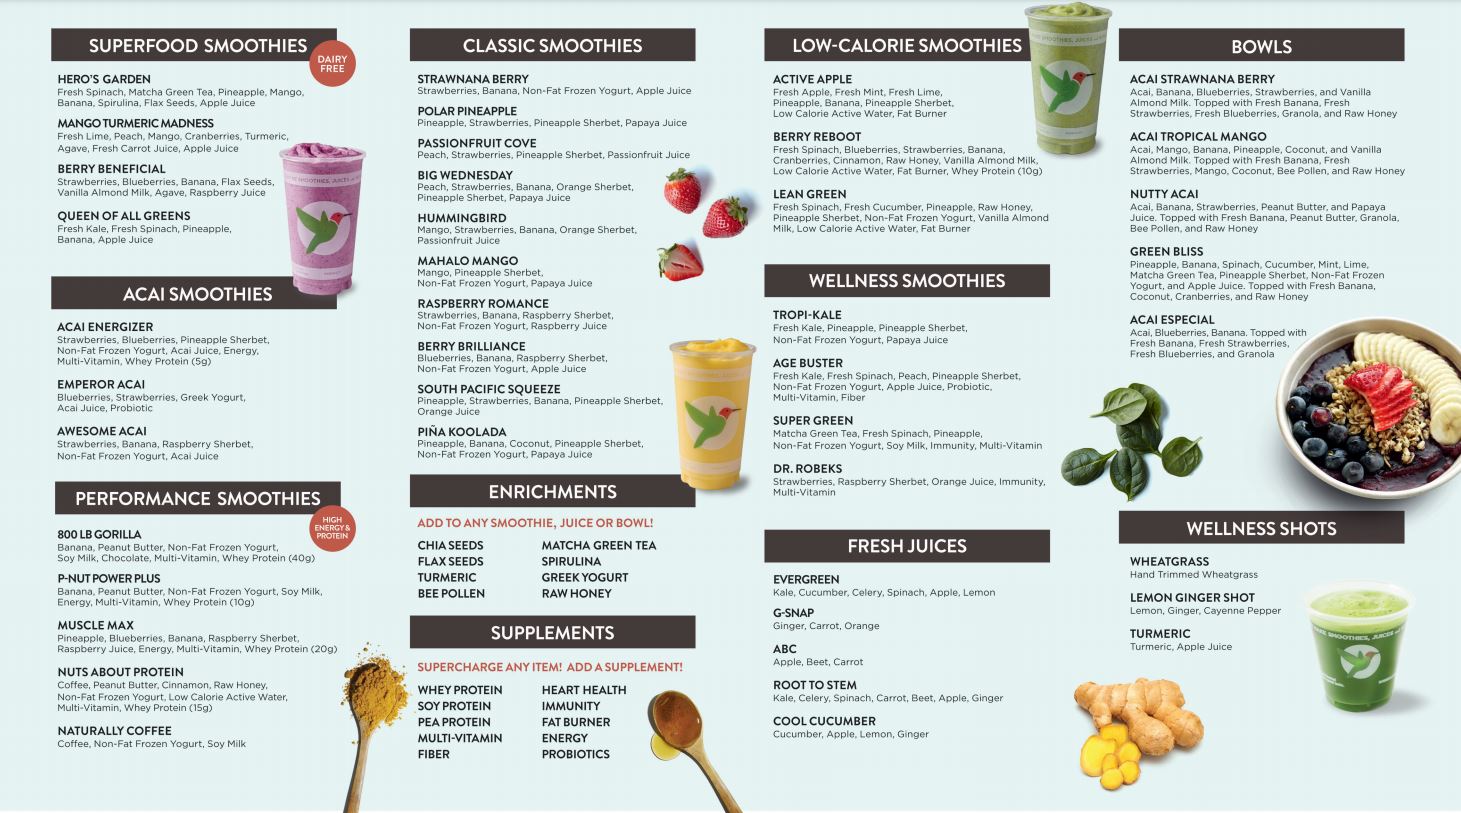 SUPERFOOD SMOOTHIES
DAIRY
FREE
HERO'S GARDEN
Fresh Spinach, Matcha Green Tea, Pineapple, Mango,
Banana, Spirulina, Flax Seeds, Apple Juice
MANGO TURMERIC MADNESS
Fresh Lime, Peach, Mango, Cranberries, Turmeric,
Agave, Fresh Carrot Juice, Apple Juice
BERRY BENEFICIAL
Strawberries, Blueberries, Banana, Flax Seeds,
Vanilla Almond Milk, Agave, Raspberry Juice
QUEEN OF ALL GREENS
Fresh Kale, Fresh Spinach, Pineapple,
Banana, Apple Juice
ACAI SMOOTHIES
ACAI ENERGIZER
Strawberries, Blueberries, Pineapple Sherbet,
Non-Fat Frozen Yogurt, Acai Juice, Energy,
Multi-Vitamin, Whey Protein (5g)
EMPEROR ACAI
Blueberries, Strawberries, Greek Yogurt,
Acai Juice, Probiotic
AWESOME ACAI
Strawberries, Banana, Raspberry Sherbet,
Non-Fat Frozen Yogurt, Acai Juice
PERFORMANCE SMOOTHIES
HIGH
ENERGY &
PROTEIN
800 LB GORILLA
Banana, Peanut Butter, Non-Fat Frozen Yogurt,
Soy Milk, Chocolate, Multi-Vitamin, Whey Protein (40g)
P-NUT POWER PLUS
Banana, Peanut Butter, Non-Fat Frozen Yogurt, Soy Milk,
Energy, Multi-Vitamin, Whey Protein (10g)
MUSCLE MAX
Pineapple, Blueberries, Banana, Raspberry Sherbet,
Raspberry Juice, Energy, Multi-Vitamin, Whey Protein (20g)
NUTS ABOUT PROTEIN
Coffee, Peanut Butter, Cinnamon, Raw Honey,
Non-Fat Frozen Yogurt, Low Calorie Active Water,
Multi-Vitamin, Whey Protein (15g)
NATURALLY COFFEE
Coffee, Non-Fat Frozen Yogurt, Soy Milk
CLASSIC SMOOTHIES
STRAWNANA BERRY
Strawberries, Banana, Non-Fat Frozen Yogurt, Apple Juice
POLAR PINEAPPLE
Pineapple, Strawberries, Pineapple Sherbet, Papaya Juice
PASSIONFRUIT COVE
Peach, Strawberries, Pineapple Sherbet, Passionfruit Juice
BIG WEDNESDAY
Peach, Strawberries, Banana, Orange Sherbet,
Pineapple Sherbet, Papaya Juice
HUMMINGBIRD
Mango, Strawberries, Banana, Orange Sherbet,
Passionfruit Juice
MAHALO MANGO
Mango, Pineapple Sherbet,
Non-Fat Frozen Yogurt, Papaya Juice
RASPBERRY ROMANCE
Strawberries, Banana, Raspberry Sherbet,
Non-Fat Frozen Yogurt, Raspberry Juice
BERRY BRILLIANCE
Blueberries, Banana, Raspberry Sherbet,
Non-Fat Frozen Yogurt, Apple Juice
SOUTH PACIFIC SQUEEZE
Pineapple, Strawberries, Banana, Pineapple Sherbet,
Orange Juice
PIÑA KOOLADA
Pineapple, Banana, Coconut, Pineapple Sherbet,
Non-Fat Frozen Yogurt, Papaya Juice
ENRICHMENTS
ADD TO ANY SMOOTHIE, JUICE OR BOWL!
CHIA SEEDS
FLAX SEEDS
TURMERIC
BEE POLLEN
MATCHA GREEN TEA
SPIRULINA
GREEK YOGURT
RAW HONEY
SUPPLEMENTS
SUPERCHARGE ANY ITEM! ADD A SUPPLEMENT!
WHEY PROTEIN
SOY PROTEIN
PEA PROTEIN
MULTI-VITAMIN
FIBER
HEART HEALTH
IMMUNITY
FAT BURNER
ENERGY
PROBIOTICS
LOW-CALORIE SMOOTHIES
ACTIVE APPLE
Fresh Apple, Fresh Mint, Fresh Lime,
Pineapple, Banana, Pineapple Sherbet,
Low Calorie Active Water, Fat Burner
BERRY REBOOT
Fresh Spinach, Blueberries, Strawberries, Banana,
Cranberries, Cinnamon, Raw Honey, Vanilla Almond Milk,
Low Calorie Active Water, Fat Burner, Whey Protein (10g)
LEAN GREEN
Fresh Spinach, Fresh Cucumber, Pineapple, Raw Honey,
Pineapple Sherbet, Non-Fat Frozen Yogurt, Vanilla Almond
Milk, Low Calorie Active Water, Fat Burner
WELLNESS SMOOTHIES
TROPI-KALE
Fresh Kale, Pineapple, Pineapple Sherbet,
Non-Fat Frozen Yogurt, Papaya Juice
AGE BUSTER
Fresh Kale, Fresh Spinach, Peach, Pineapple Sherbet,
Non-Fat Frozen Yogurt, Apple Juice, Probiotic,
Multi-Vitamin, Fiber
SUPER GREEN
Matcha Green Tea, Fresh Spinach, Pineapple,
Non-Fat Frozen Yogurt, Soy Milk, Immunity, Multi-Vitamin
DR. ROBEKS
Strawberries, Raspberry Sherbet, Orange Juice, Immunity,
Multi-Vitamin
FRESH JUICES
EVERGREEN
Kale, Cucumber, Celery, Spinach, Apple, Lemon
G-SNAP
Ginger, Carrot, Orange
ABC
Apple, Beet, Carrot
ROOT TO STEM
Kale, Celery, Spinach, Carrot, Beet, Apple, Ginger
COOL CUCUMBER
Cucumber, Apple, Lemon, Ginger
BOWLS
ACAI STRAWNANA BERRY
Acai, Banana, Blueberries, Strawberries, and Vanilla
Almond Milk. Topped with Fresh Banana, Fresh
Strawberries, Fresh Blueberries, Granola, and Raw Honey
ACAI TROPICAL MANGO
Acai, Mango, Banana, Pineapple, Coconut, and Vanilla
Almond Milk. Topped with Fresh Banana, Fresh
Strawberries, Mango, Coconut, Bee Pollen, and Raw Honey
NUTTY ACAI
Acai, Banana, Strawberries, Peanut Butter, and Papaya
Juice. Topped with Fresh Banana, Peanut Butter, Granola,
Bee Pollen, and Raw Honey
GREEN BLISS
Pineapple, Banana, Spinach, Cucumber, Mint, Lime,
Matcha Green Tea, Pineapple Sherbet, Non-Fat Frozen
Yogurt, and Apple Juice. Topped with Fresh Banana,
Coconut, Cranberries, and Raw Honey
ACAI ESPECIAL
Acai, Blueberries, Banana. Topped with
Fresh Banana, Fresh Strawberries,
Fresh Blueberries, and Granola
WELLNESS SHOTS
WHEATGRASS
Hand Trimmed Wheatgrass
LEMON GINGER SHOT
Lemon, Ginger, Cayenne Pepper
TURMERIC
Turmeric, Apple Juice
SMOOTHIES, JUICES